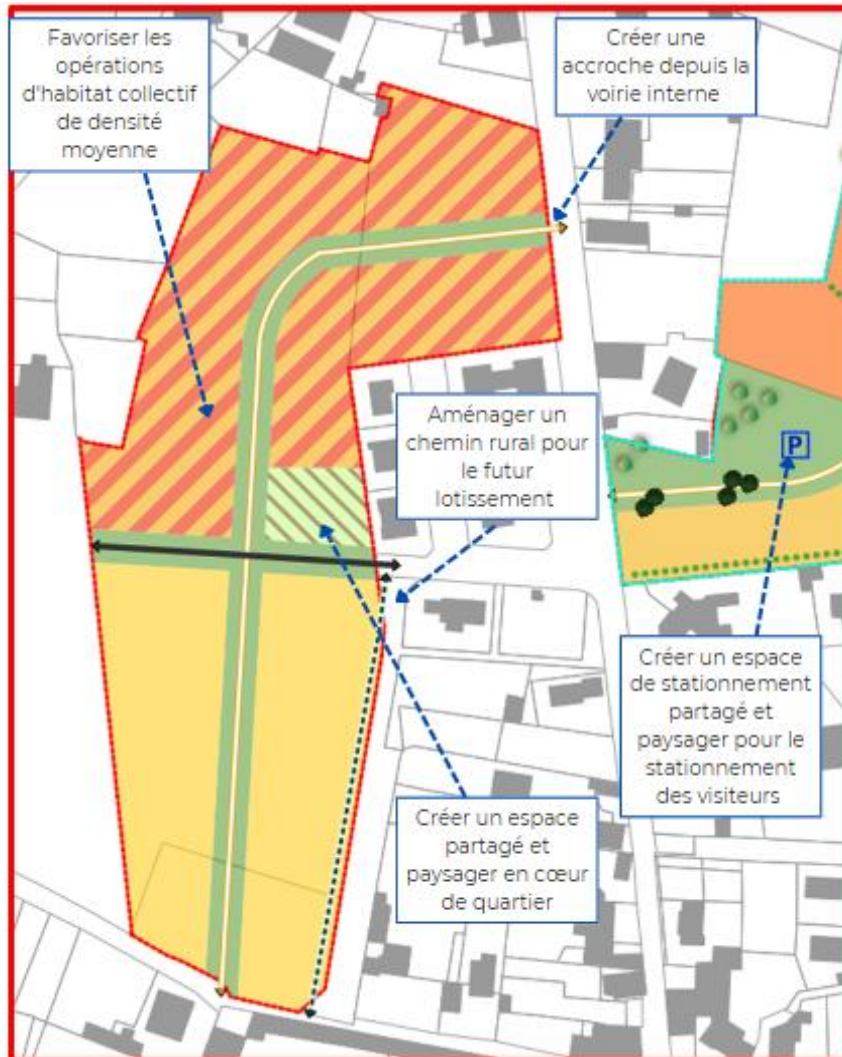 Favoriser les
opérations
d'habitat collectif
de densité
moyenne
Créer une
accroche depuis la
voirie interne
Aménager un
chemin rural pour
le futur
lotissement
P
Créer un espace
de stationnement
partagé et
paysager pour le
stationnement
des visiteurs
Créer un espace
partagé et
paysager en cœur
de quartier